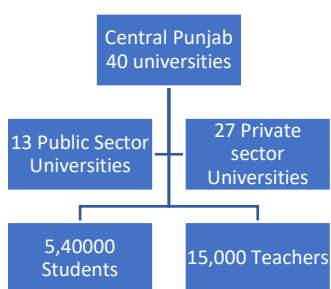 Central Punjab
40 universities
13 Public Sector
Universities
27 Private
sector
Universities
5,40000
Students
15,000 Teachers